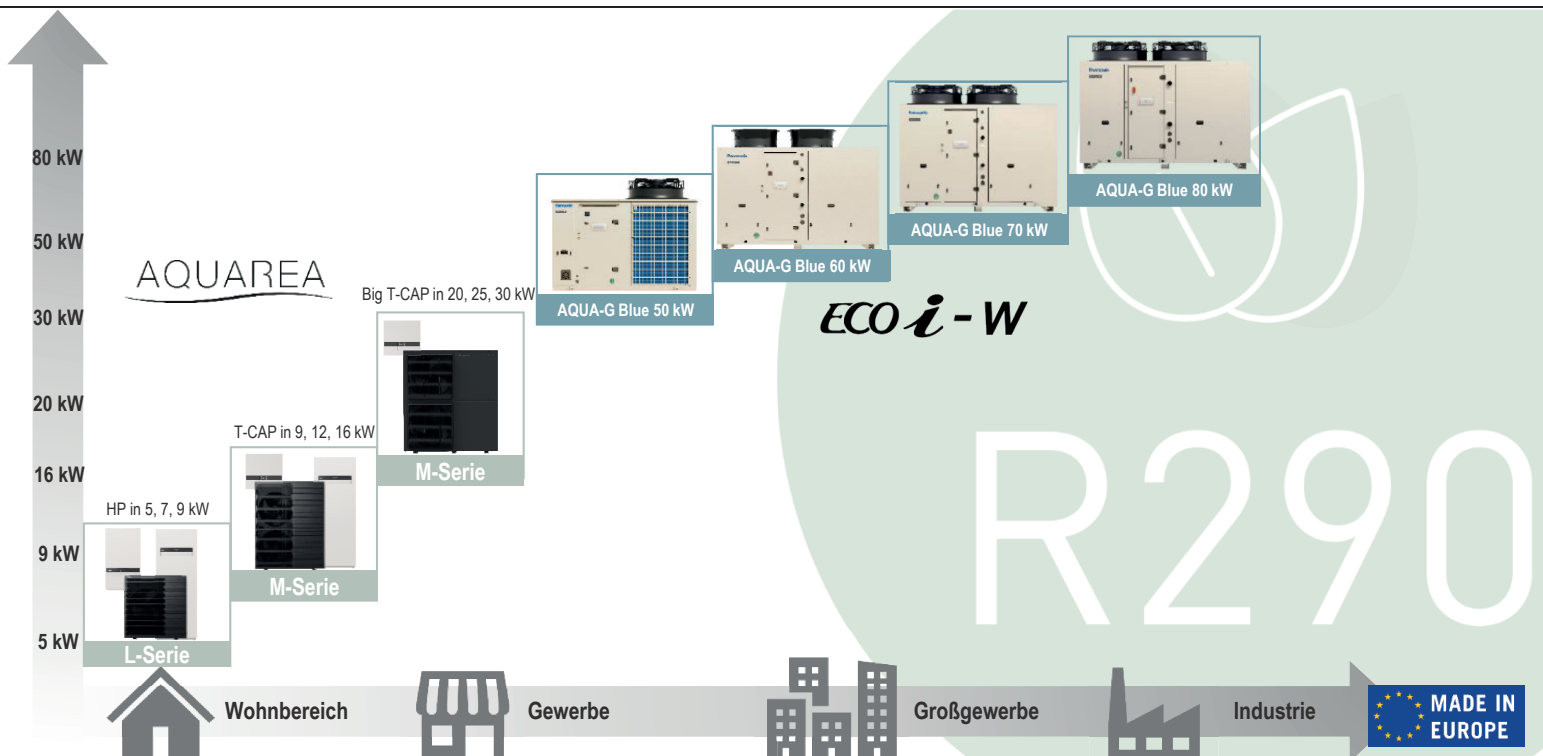 80 kW
50 kW
30 kW
20 kW
16 kW
9 kW
5 kW
AQUAREA
HP in 5, 7, 9 kW
L-Serie
T-CAP in 9, 12, 16 kW
M-Serie
Big T-CAP in 20, 25, 30 kW
M-Serie
AQUA-G Blue 50 kW
AQUA-G Blue 60 kW
AQUA-G Blue 70 kW
AQUA-G Blue 80 kW
ECO i - W
R290
Wohnbereich
Gewerbe
Großgewerbe
Industrie
MADE IN
EUROPE